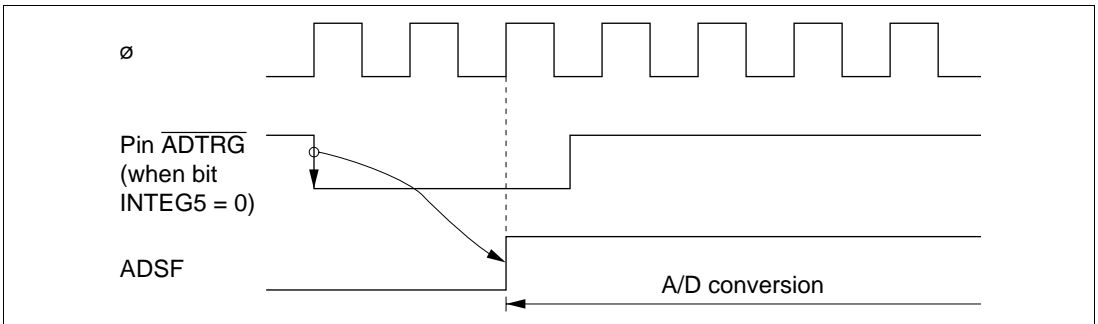 ø
Pin ADTRG
(when bit
INTEG5 = 0)
ADSF
A/D conversion